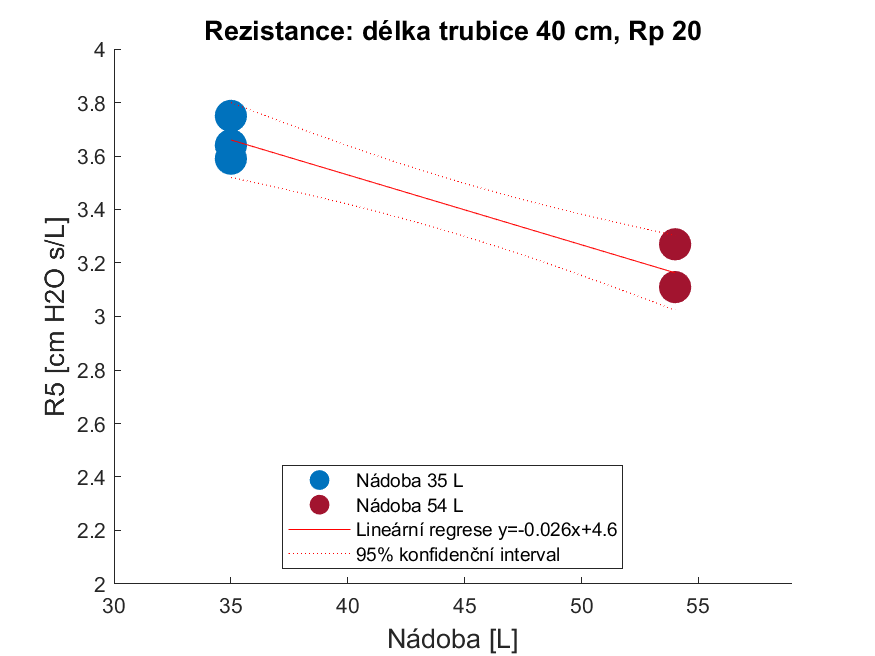 Rezistance: délka trubice 40 cm, Rp 20
R5 [cm H2O s/L]
4
3.8
3.6
3.4
3.2
3
2.8
2.6
2.4
2.2
2
30
35
40
45
50
55
Nádoba [L]
Nádoba 35 L
Nádoba 54 L
Lineární regrese y=-0.026x+4.6
95% konfidenční interval